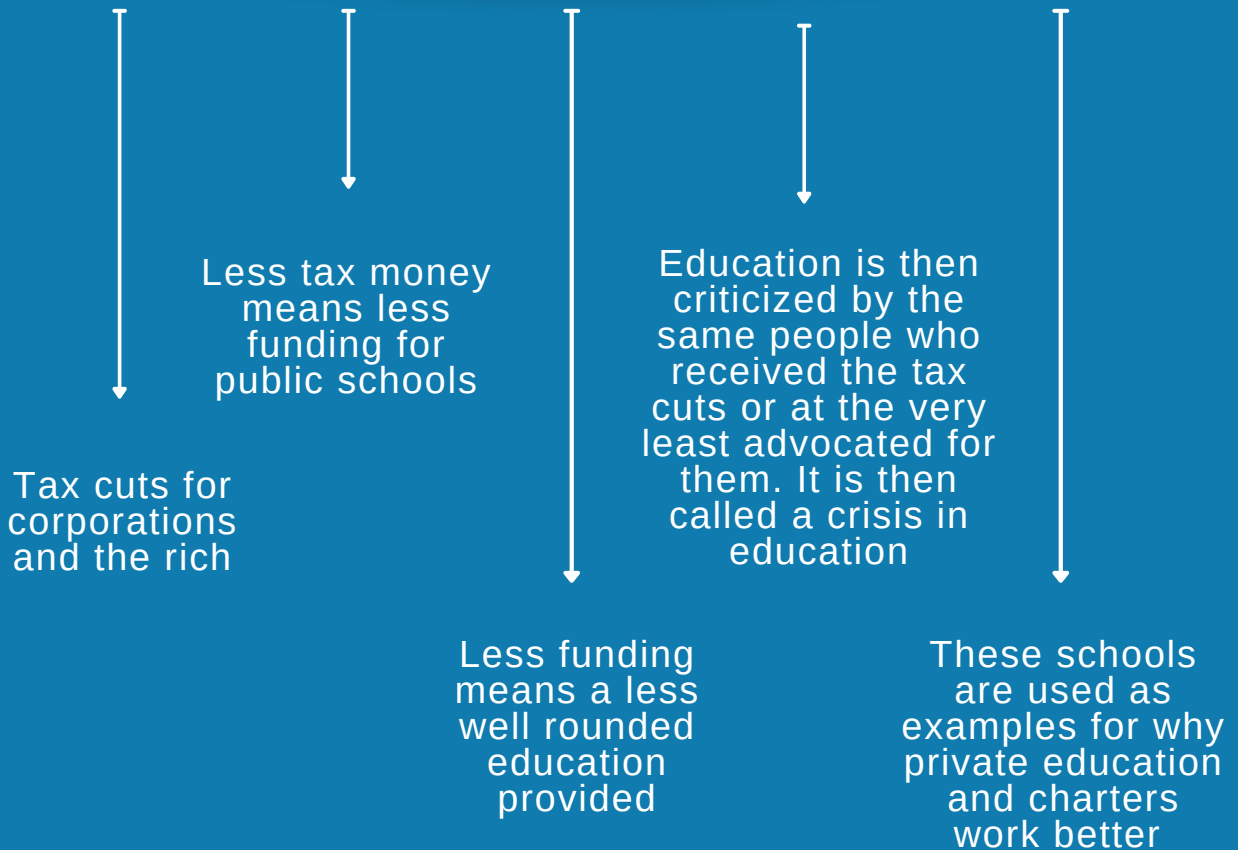 Tax cuts for
corporations
and the rich
Less tax money
means less
funding for
public schools
Less funding
means a less
well rounded
education
provided
Education is then
criticized by the
same people who
received the tax
cuts or at the very
least advocated for
them. It is then
called a crisis in
education
These schools
are used as
examples for why
private education
and charters
work better